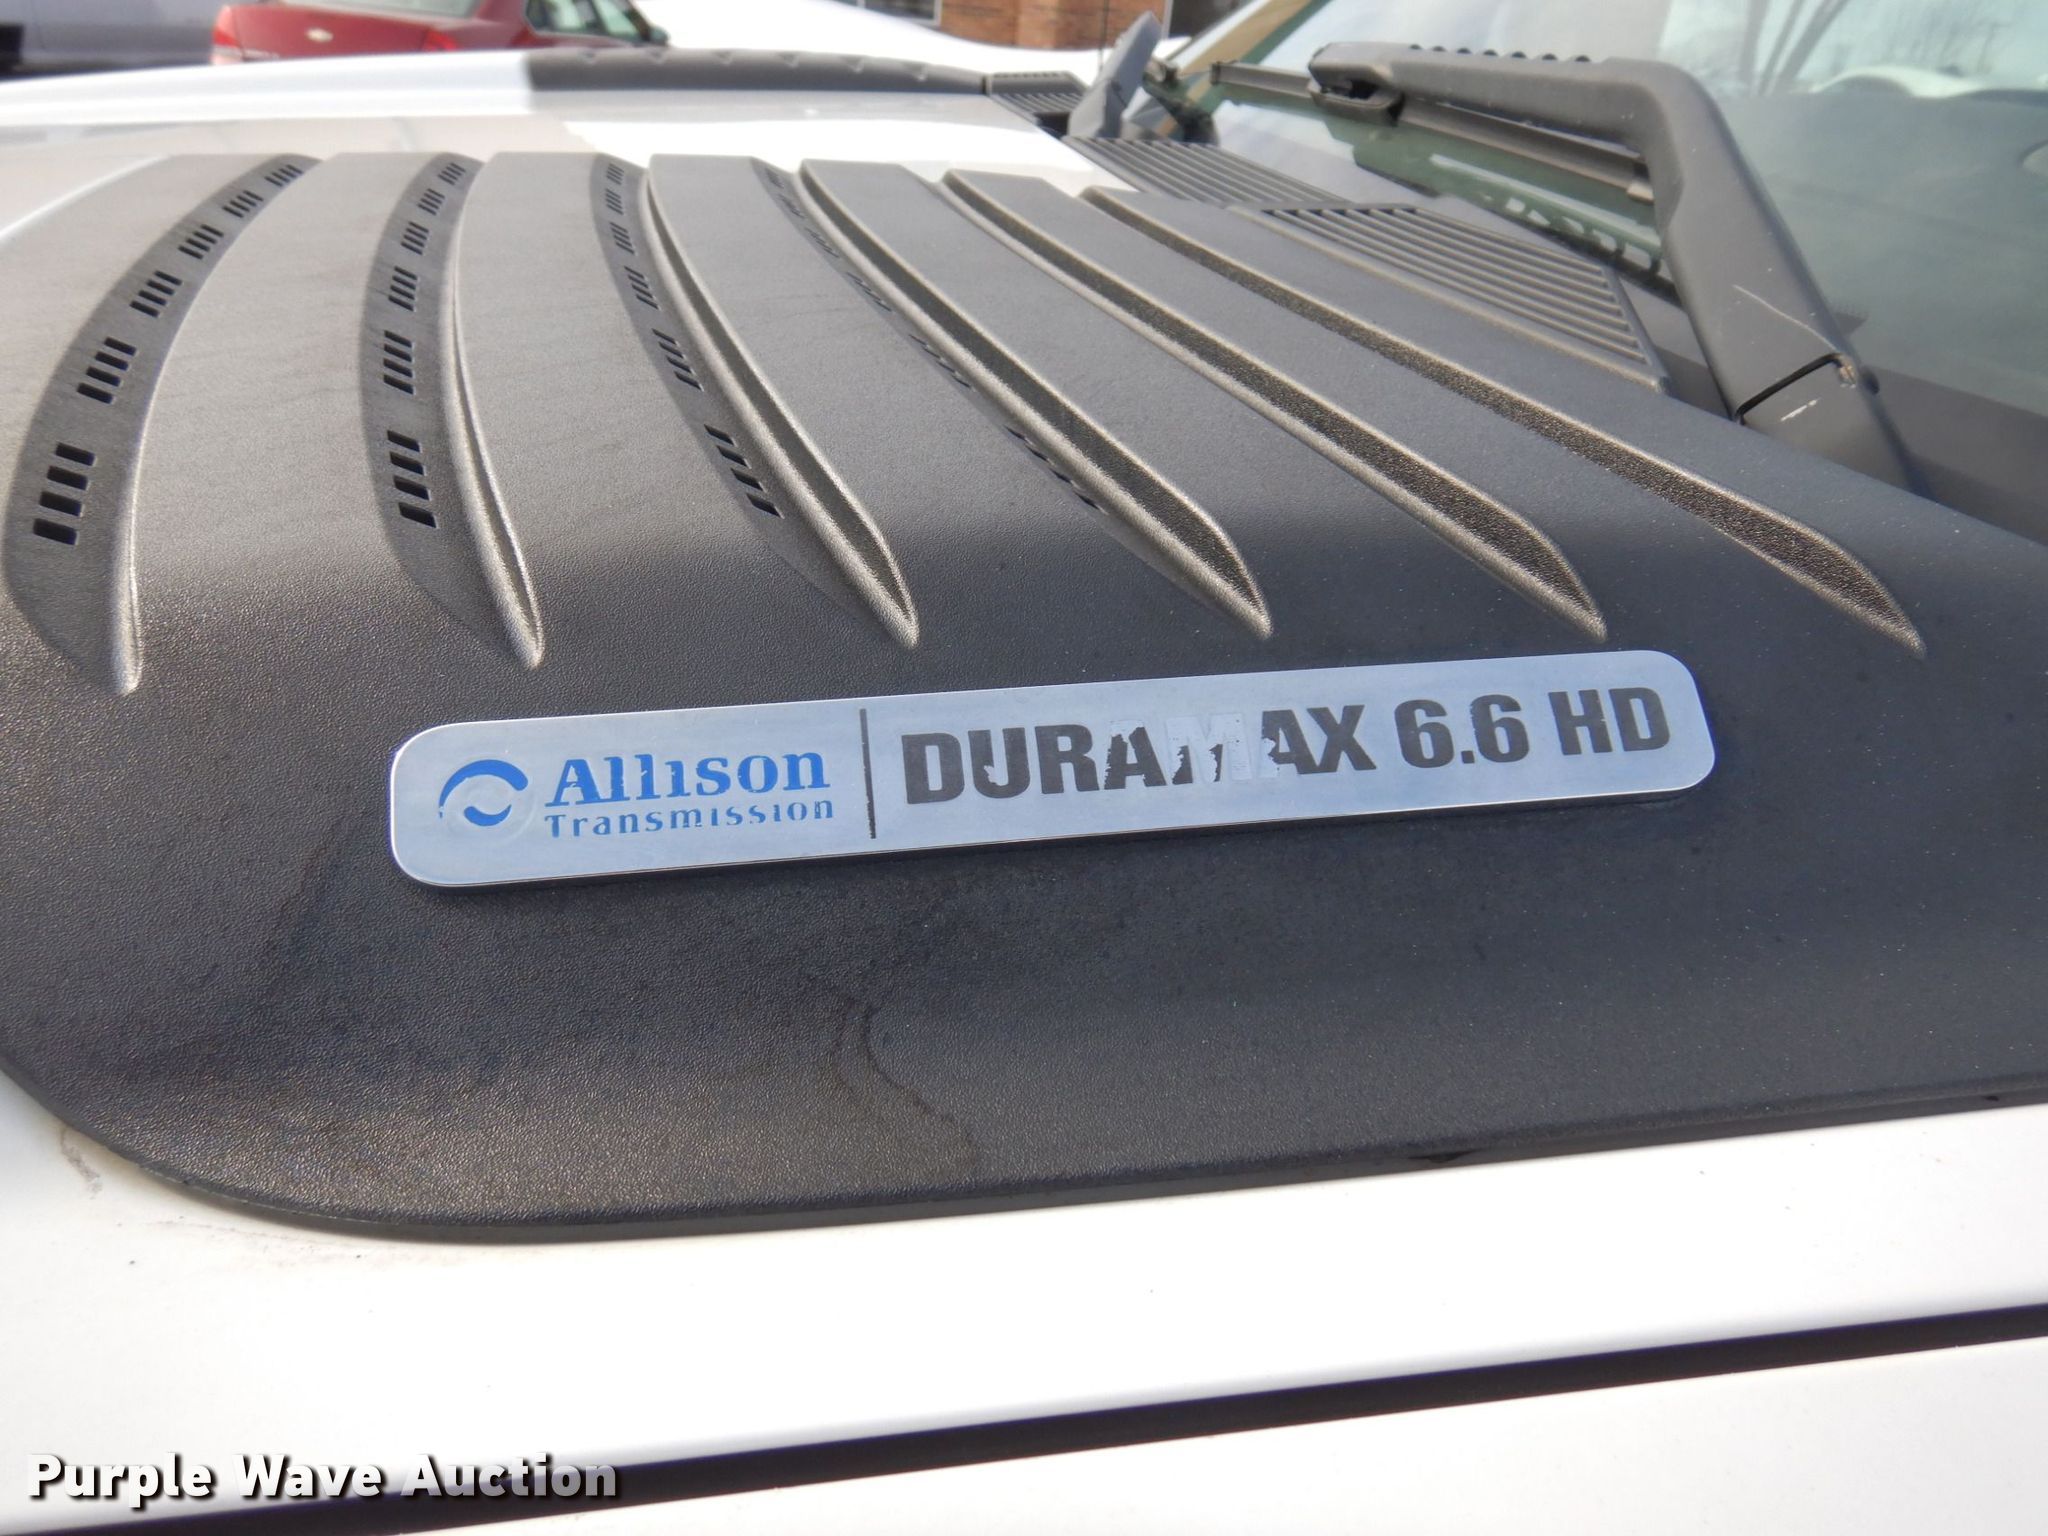 Allison
Transmission
DURAMAX 6.6 HD
Purple Wave Auction